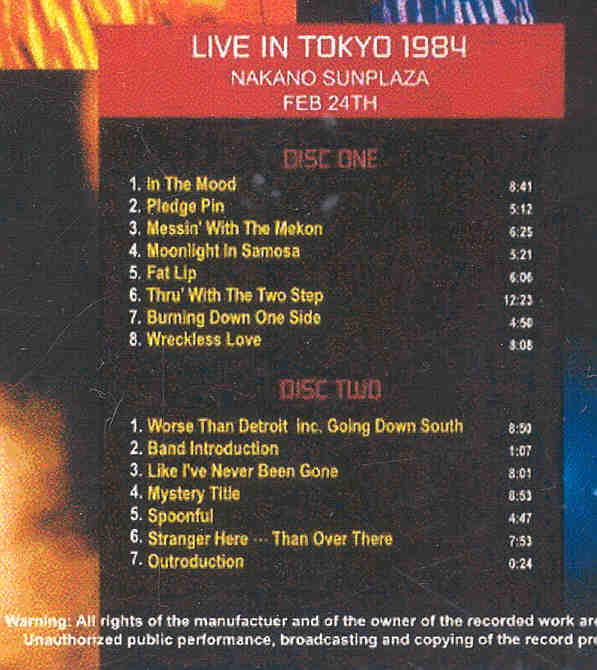 LIVE IN TOKYO 1984
NAKANO SUNPLAZA
FEB 24TH
DISC ONE
1. In The Mood 8:41
2. Pledge Pin 5:12
3. Messin' With The Mekon 6:25
4. Moonlight In Samosa 5:21
5. Fat Lip 6:06
6. Thru' With The Two Step 12:23
7. Burning Down One Side 4:50
8. Wreckless Love 8:08
DISC TWO
1. Worse Than Detroit inc. Going Down South 8:50
2. Band Introduction 1:07
3. Like I've Never Been Gone 8:01
4. Mystery Title 8:53
5. Spoonful 4:47
6. Stranger Here ··· Than Over There 7:53
7. Outroduction 0:24
Warning: All rights of the manufactuer and of the owner of the recorded work are
Unauthorized public performance, broadcasting and copying of the record pro